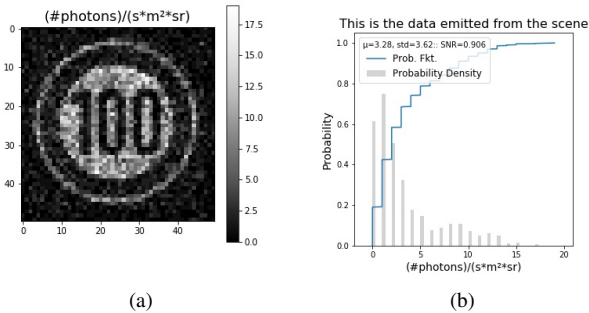 (#photons)/(s*m²*sr)
0
10
20
30
40
0 10 20 30 40
17.5
15.0
12.5
10.0
7.5
5.0
2.5
0.0
100
(a)
This is the data emitted from the scene
μ=3.28, std=3.62:: SNR=0.906
Prob. Fkt.
Probability Density
Probability
1.0
0.8
0.6
0.4
0.2
0.0
0 5 10 15 20
(#photons)/(s*m²*sr)
(b)